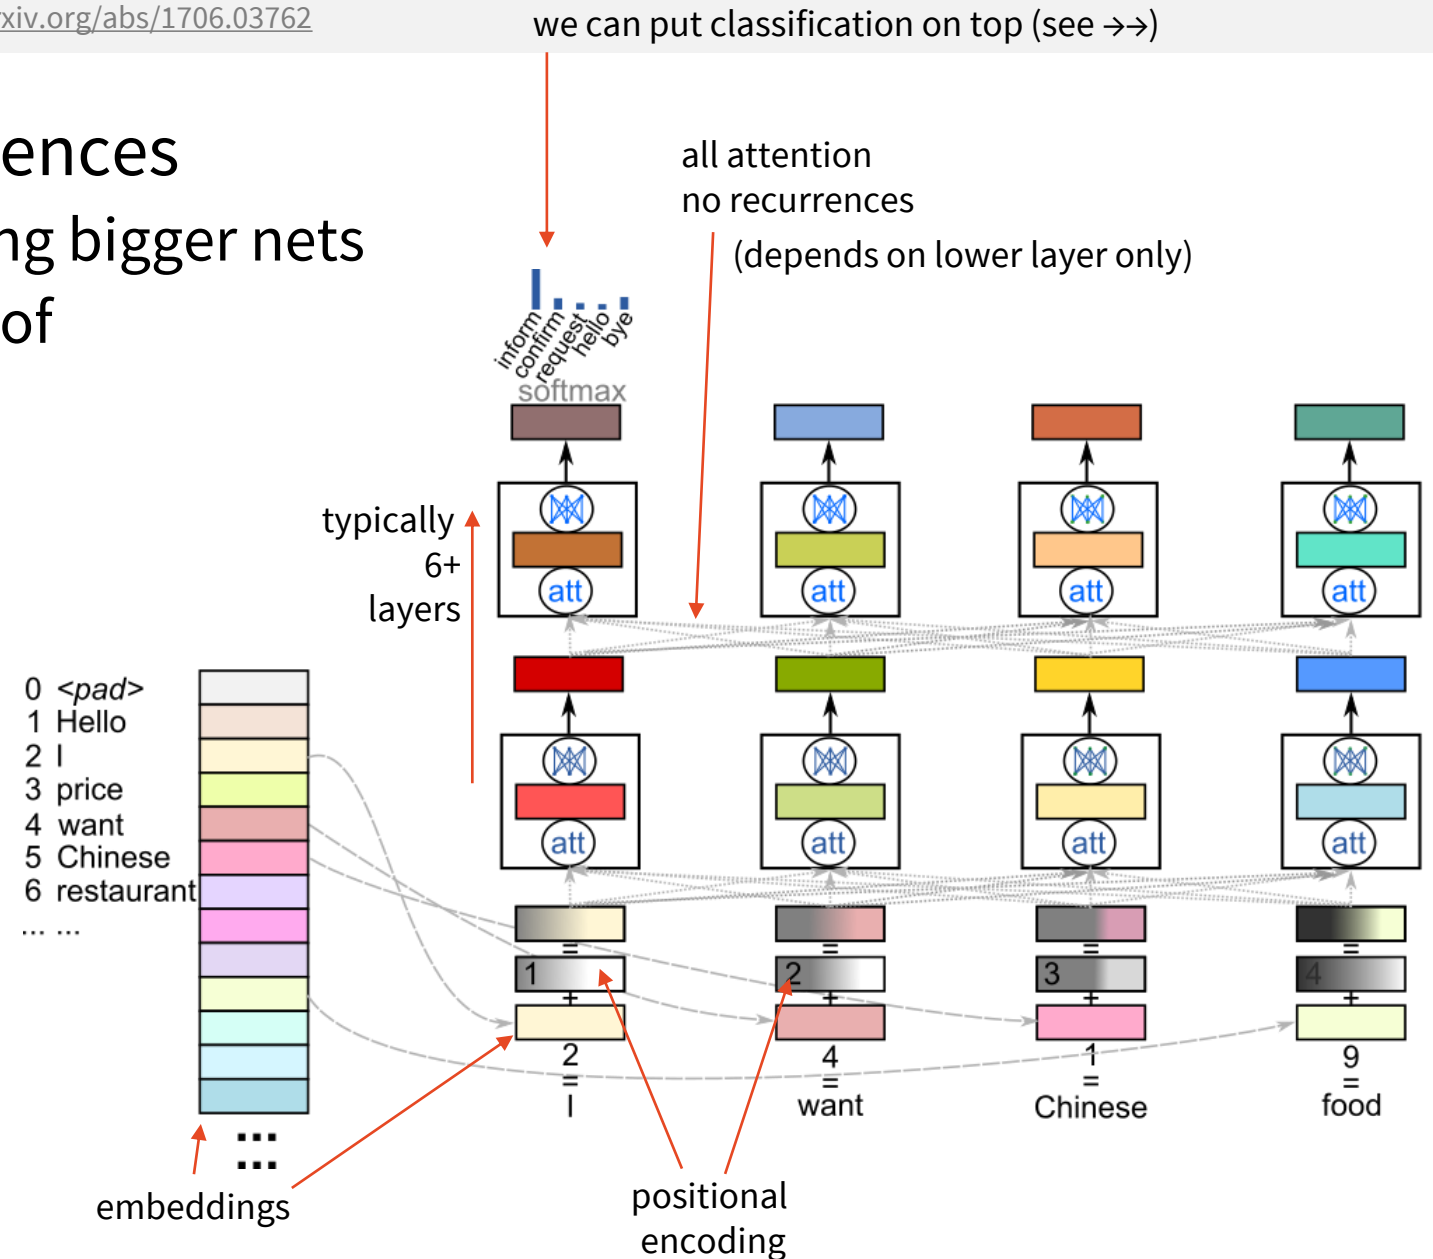 rxiv.org/abs/1706.03762
we can put classification on top (see →→)
ences
ng bigger nets
of
all attention
no recurrences
(depends on lower layer only)
inform
confirm
request
hello
bye
softmax
typically
6+
layers
att att att att
att att att att
0 <pad>
1 Hello
2 I
3 price
4 want
5 Chinese
6 restaurant
... ...
= = = =
1 2 3 4
+ + + +
2 4 1 9
= = = =
I want Chinese food
...
...
embeddings
positional
encoding